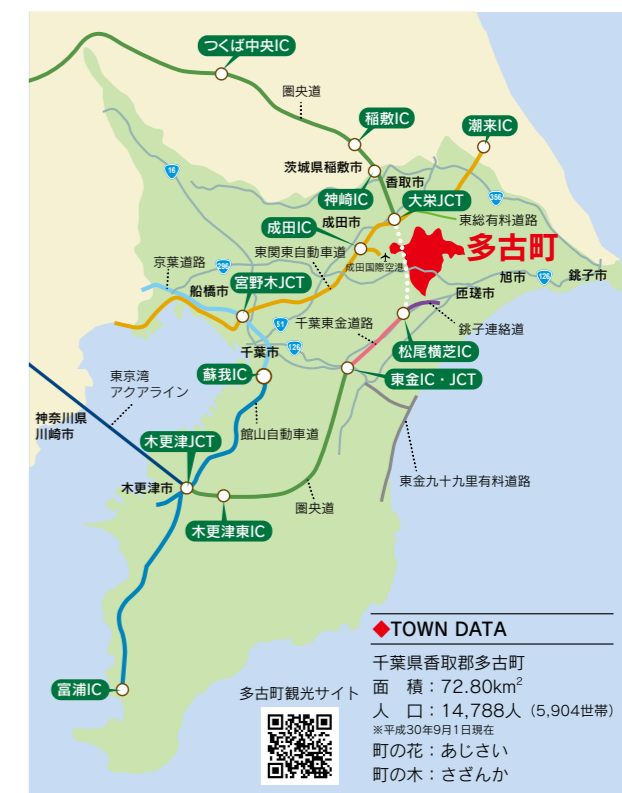 つくば中央IC
圏央道
稲敷IC
潮来IC
茨城県稲敷市
16
神崎IC
香取市
356
大栄JCT
成田市
成田IC
東総有料道路
京葉道路
東関東自動車道
多古町
成田国際空港
296
船橋市
宮野木JCT
旭市
126
銚子市
匝瑳市
51
千葉東金道路
銚子連絡道
千葉市
126
松尾横芝IC
蘇我IC
東金IC・JCT
東京湾
アクアライン
神奈川県
川崎市
木更津JCT
館山自動車道
木更津市
東金九十九里有料道路
圏央道
木更津東IC
富浦IC
多古町観光サイト
◆TOWN DATA
千葉県香取郡多古町
面　積：72.80km²
人　口：14,788人（5,904世帯）
※平成30年9月1日現在
町の花：あじさい
町の木：さざんか